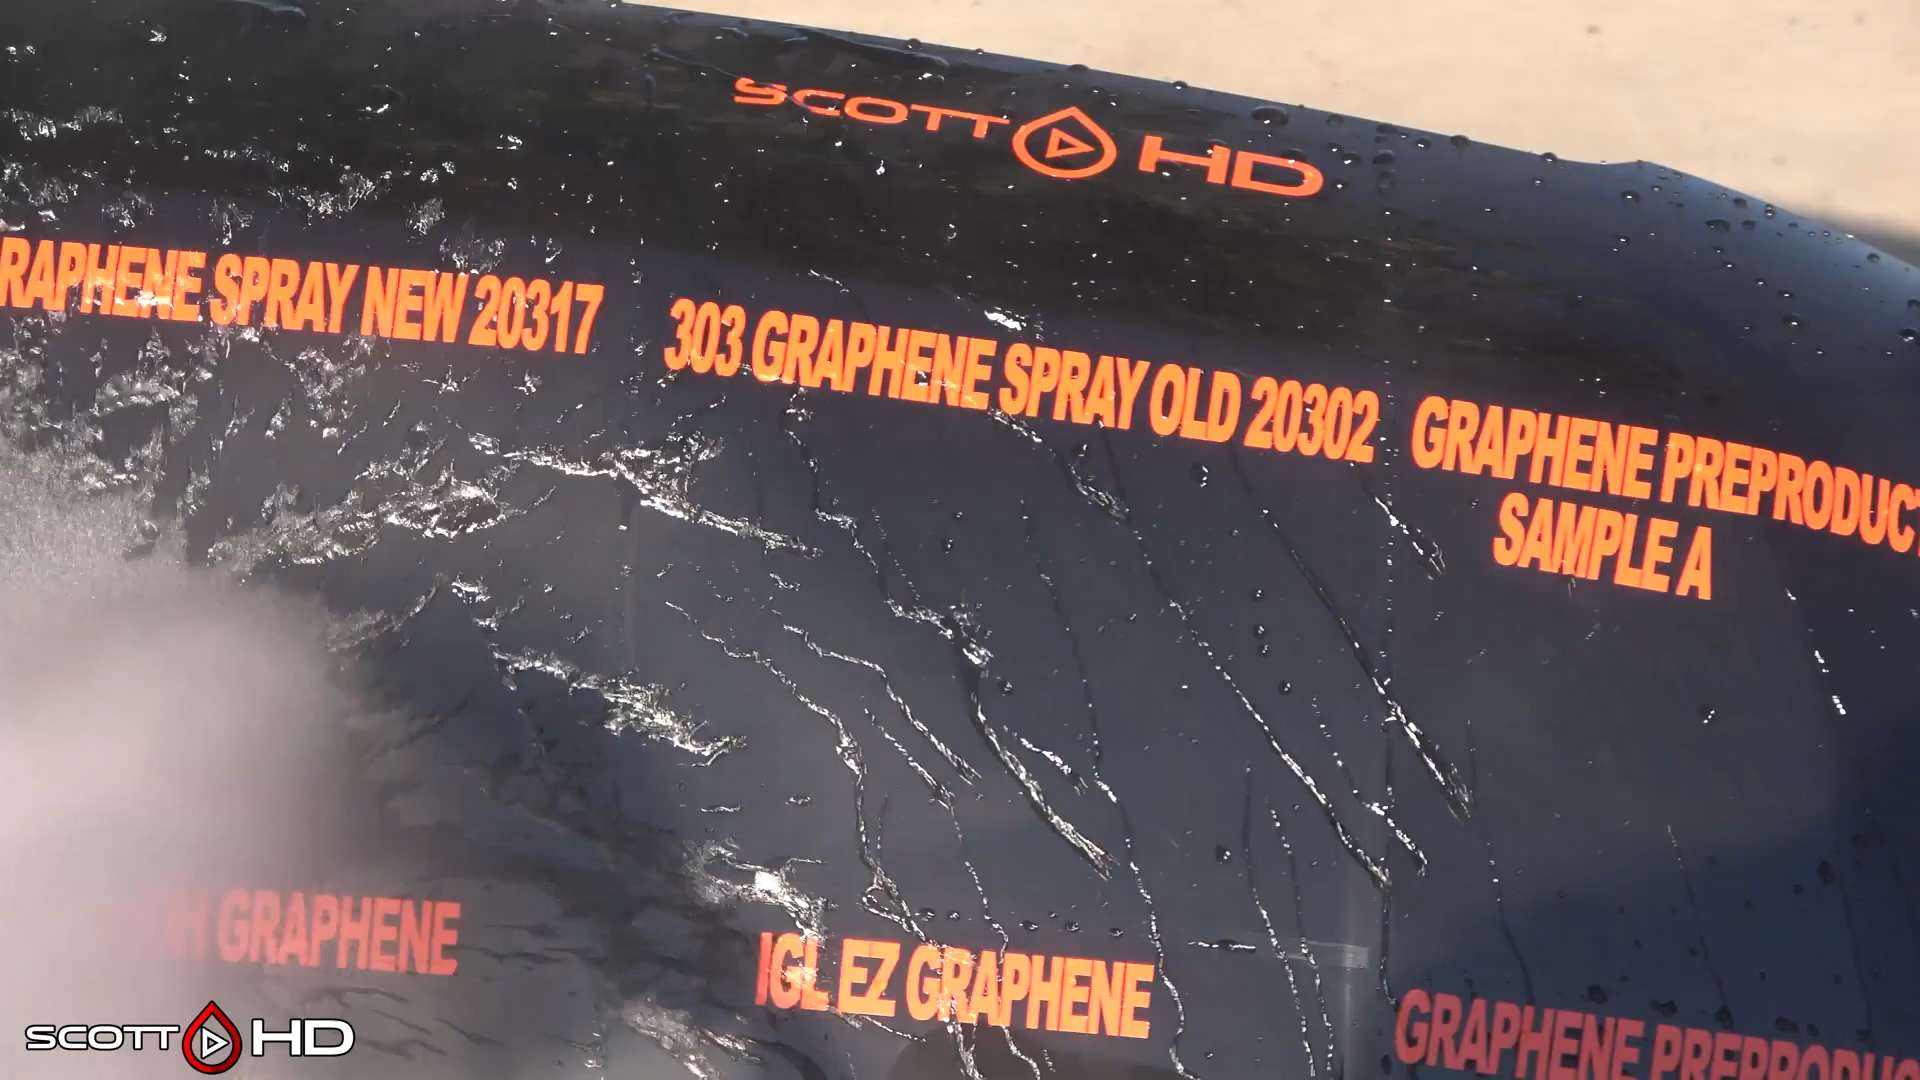 SCOTT HD
RAPHENE SPRAY NEW 20317
303 GRAPHENE SPRAY OLD 20302
GRAPHENE PREPRODUCT
SAMPLE A
GRAPHENE
IGL EZ GRAPHENE
GRAPHENE PREPRODUC
SCOTT HD